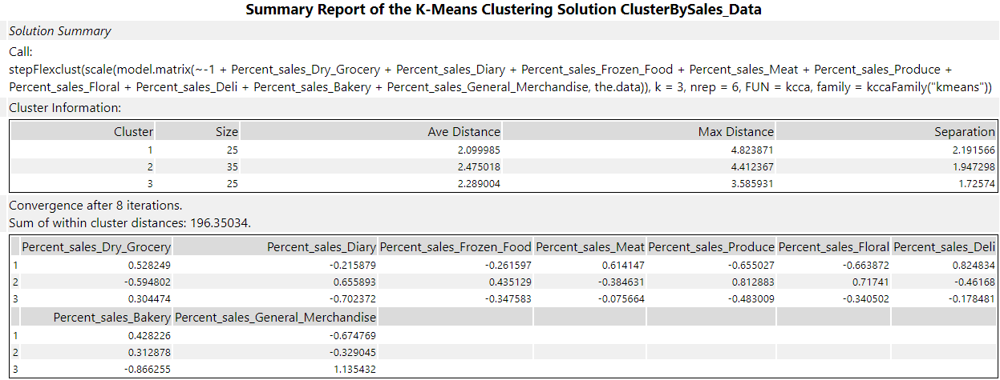 Summary Report of the K-Means Clustering Solution ClusterBySales_Data
Solution Summary
Call:
stepFlexclust(scale(model.matrix(~-1 + Percent_sales_Dry_Grocery + Percent_sales_Diary + Percent_sales_Frozen_Food + Percent_sales_Meat + Percent_sales_Produce +
Percent_sales_Floral + Percent_sales_Deli + Percent_sales_Bakery + Percent_sales_General_Merchandise, the.data)), k = 3, nrep = 6, FUN = kcca, family = kccaFamily("kmeans"))
Cluster Information:
Cluster Size Ave Distance Max Distance Separation
1 25 2.099985 4.823871 2.191566
2 35 2.475018 4.412367 1.947298
3 25 2.289004 3.585931 1.72574
Convergence after 8 iterations.
Sum of within cluster distances: 196.35034.
Percent_sales_Dry_Grocery Percent_sales_Diary Percent_sales_Frozen_Food Percent_sales_Meat Percent_sales_Produce Percent_sales_Floral Percent_sales_Deli
1 0.528249 -0.215879 -0.261597 0.614147 -0.655027 -0.663872 0.824834
2 -0.594802 0.655893 0.435129 -0.384631 0.812883 0.71741 -0.46168
3 0.304474 -0.702372 -0.347583 -0.075664 -0.483009 -0.340502 -0.178481
Percent_sales_Bakery Percent_sales_General_Merchandise
1 0.428226 -0.674769
2 0.312878 -0.329045
3 -0.866255 1.135432